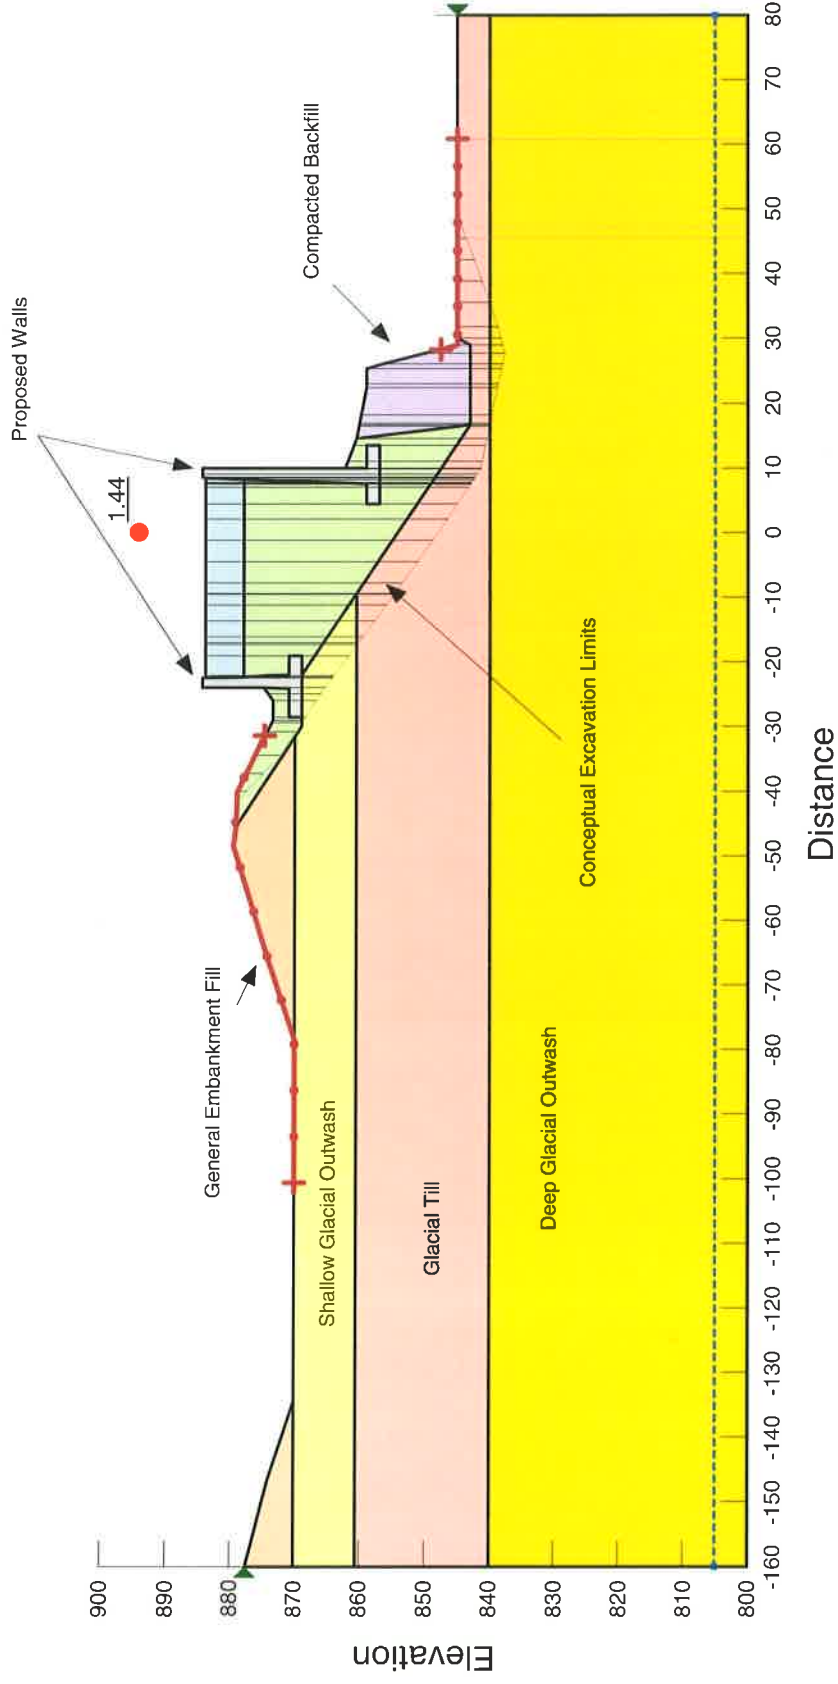 Proposed Walls
1.44
Compacted Backfill
General Embankment Fill
Shallow Glacial Outwash
Glacial Till
Deep Glacial Outwash
Conceptual Excavation Limits
Elevation
900
890
880
870
860
850
840
830
820
810
800
-160 -150 -140 -130 -120 -110 -100 -90 -80 -70 -60 -50 -40 -30 -20 -10 0 10 20 30 40 50 60 70 80
Distance